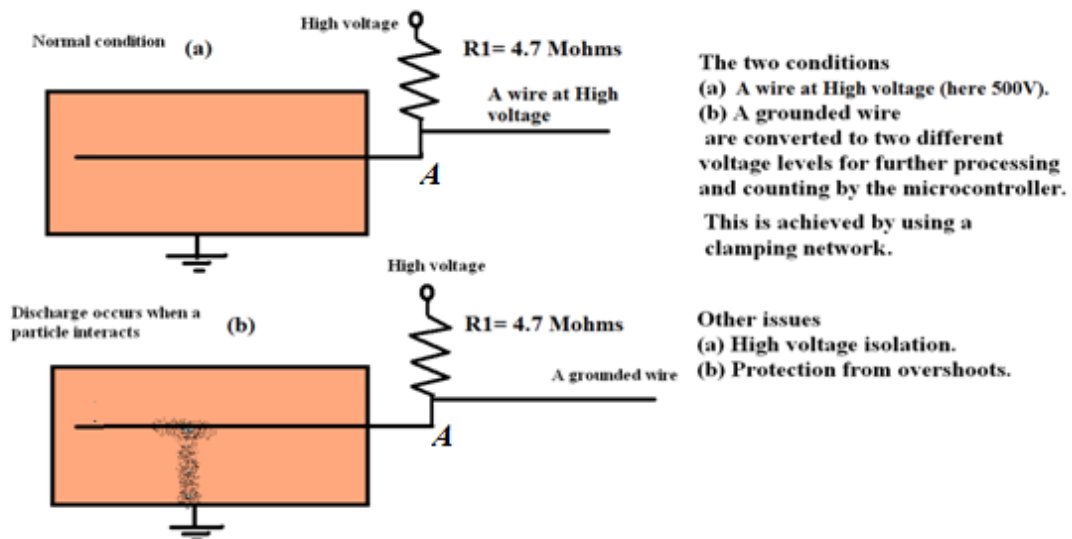 High voltage
Normal condition (a)
R1= 4.7 Mohms
A wire at High
voltage
A
The two conditions
(a) A wire at High voltage (here 500V).
(b) A grounded wire
are converted to two different
voltage levels for further processing
and counting by the microcontroller.
This is achieved by using a
clamping network.
High voltage
Discharge occurs when a
particle interacts
(b)
R1= 4.7 Mohms
A grounded wire
A
Other issues
(a) High voltage isolation.
(b) Protection from overshoots.